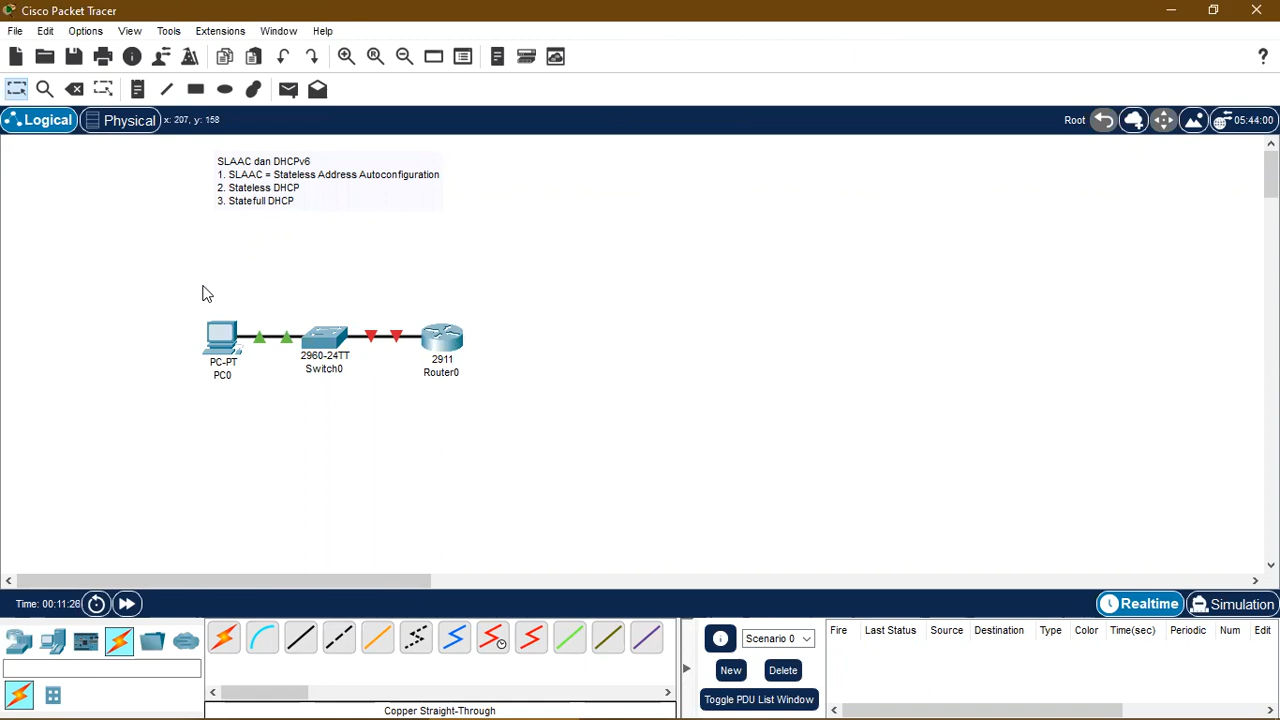 Cisco Packet Tracer
File Edit Options View Tools Extensions Window Help
?
Logical Physical x: 207, y: 158 Root 05:44:00
SLAAC dan DHCPv6
1. SLAAC = Stateless Address Autoconfiguration
2. Stateless DHCP
3. Statefull DHCP
PC-PT
PC0
2960-24TT
Switch0
2911
Router0
Time: 00:11:26 Realtime Simulation
Scenario 0
New Delete
Toggle PDU List Window
Fire Last Status Source Destination Type Color Time(sec) Periodic Num Edit
Copper Straight-Through